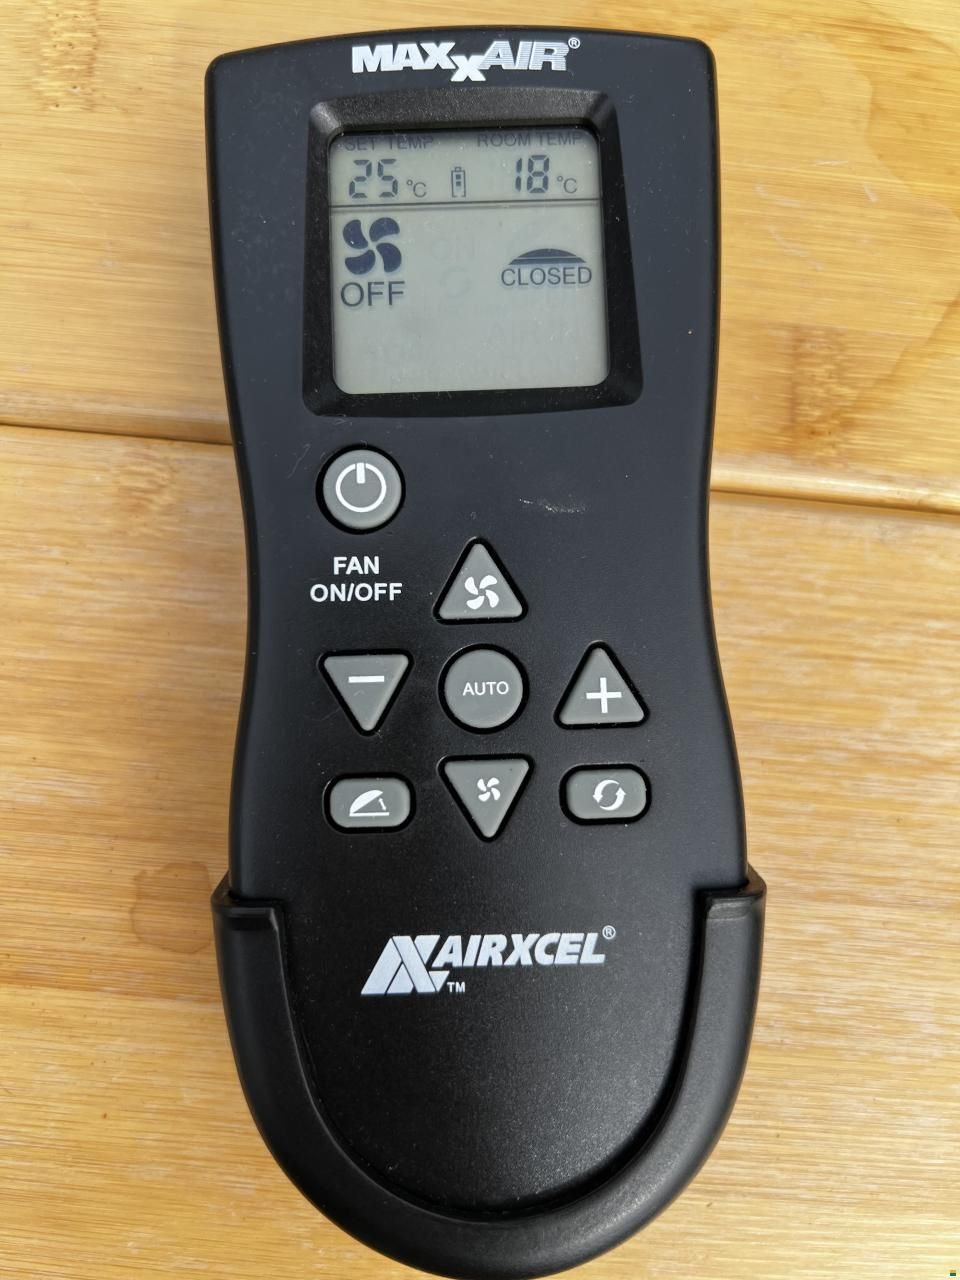 MAXXAIR®
SET TEMP ROOM TEMP
25 °C 18 °C
OFF CLOSED
FAN
ON/OFF
AUTO
AIRXCEL®
TM